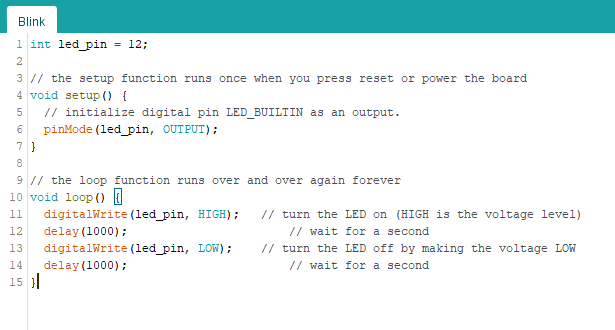 Blink
1 int led_pin = 12;
2
3 // the setup function runs once when you press reset or power the board
4 void setup() {
5   // initialize digital pin LED_BUILTIN as an output.
6   pinMode(led_pin, OUTPUT);
7 }
8
9 // the loop function runs over and over again forever
10 void loop() {
11   digitalWrite(led_pin, HIGH);   // turn the LED on (HIGH is the voltage level)
12   delay(1000);                       // wait for a second
13   digitalWrite(led_pin, LOW);    // turn the LED off by making the voltage LOW
14   delay(1000);                       // wait for a second
15 }